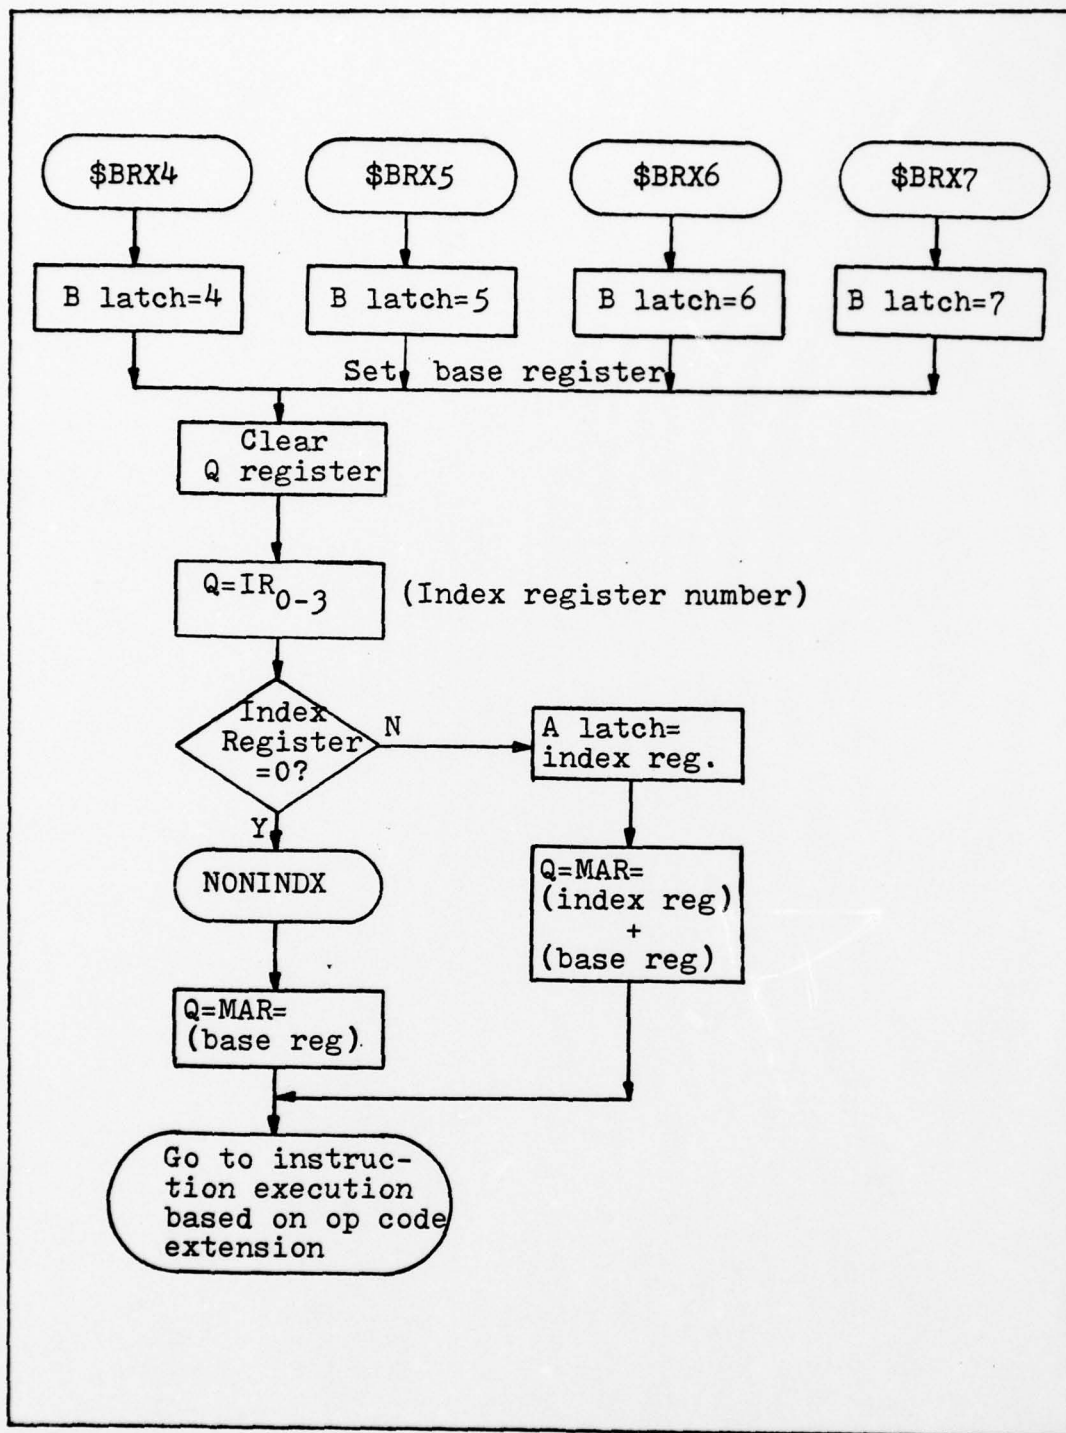 $BRX4 $BRX5 $BRX6 $BRX7
B latch=4 B latch=5 B latch=6 B latch=7
Set base register
Clear
Q register
Q=IR0-3 (Index register number)
Index
Register
=0?
N
A latch=
index reg.
Y
NONINDX
Q=MAR=
(index reg)
+
(base reg)
Q=MAR=
(base reg)
Go to instruc-
tion execution
based on op code
extension